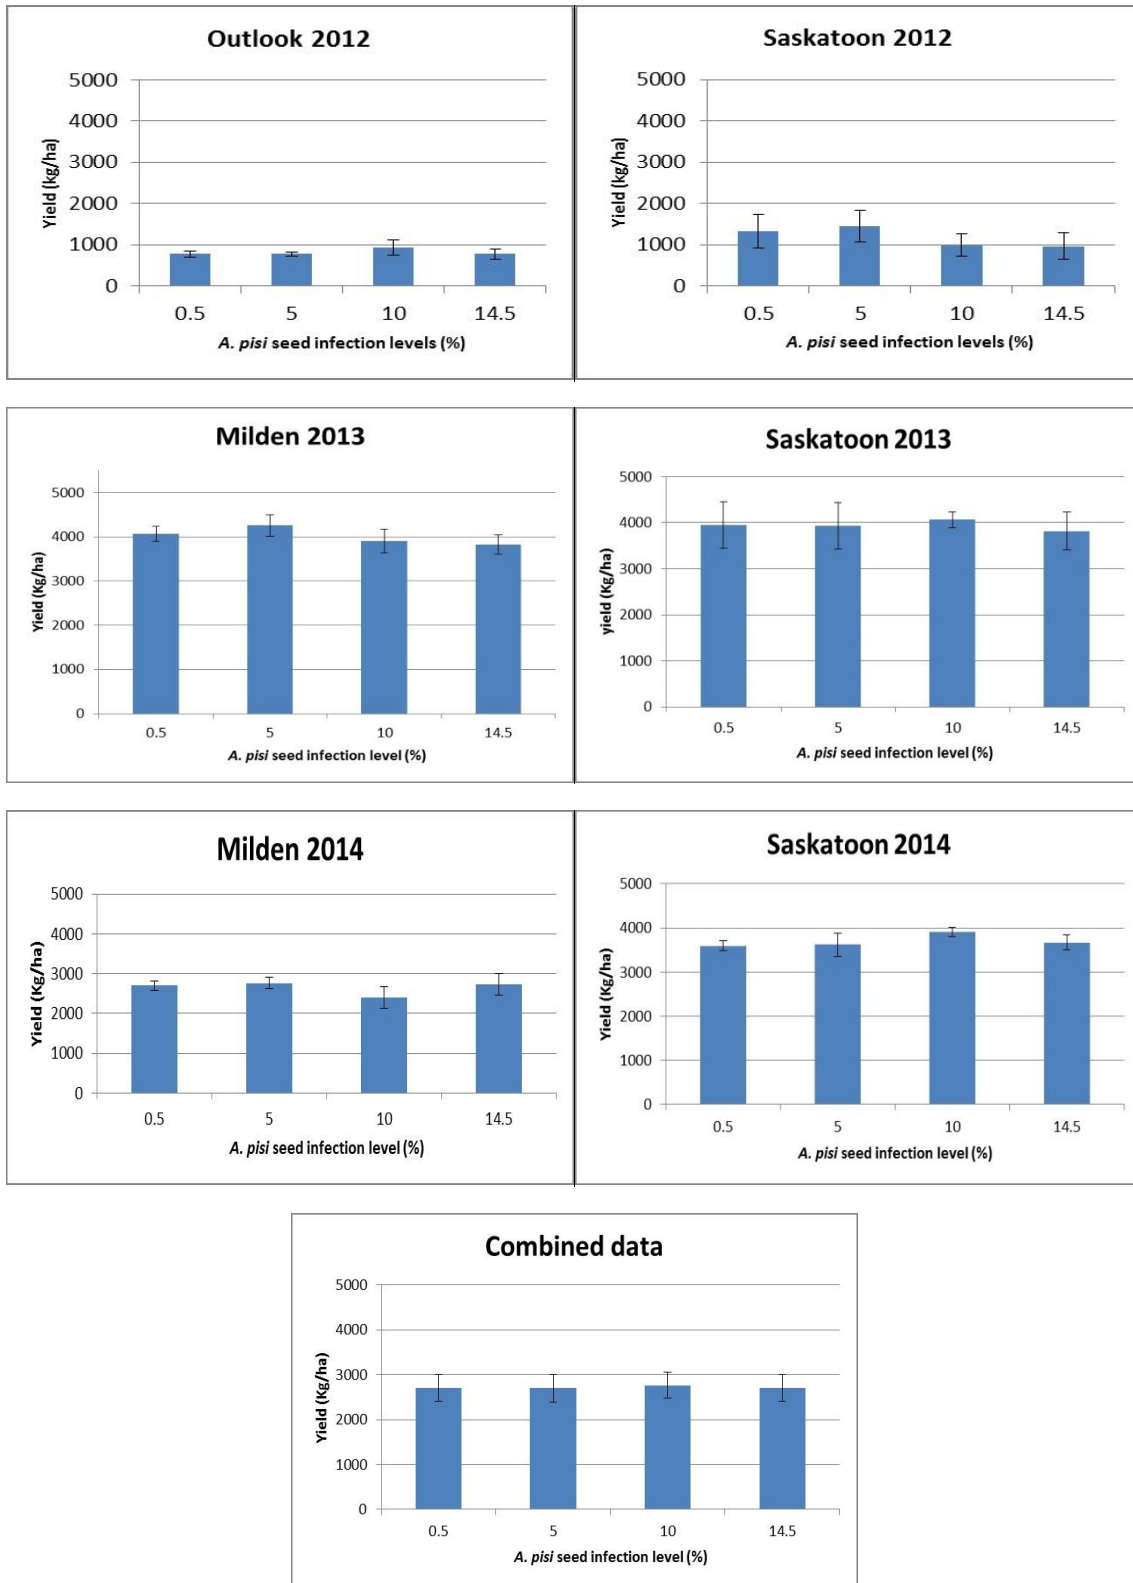 Outlook 2012
5000
4000
3000
2000
1000
0
Yield (kg/ha)
0.5 5 10 14.5
A. pisi seed infection levels (%)
Saskatoon 2012
5000
4000
3000
2000
1000
0
Yield (kg/ha)
0.5 5 10 14.5
A. pisi seed infection levels (%)
Milden 2013
5000
4000
3000
2000
1000
0
Yield (Kg/ha)
0.5 5 10 14.5
A. pisi seed infection level (%)
Saskatoon 2013
5000
4000
3000
2000
1000
0
yield (Kg/ha)
0.5 5 10 14.5
A. pisi seed infection level (%)
Milden 2014
5000
4000
3000
2000
1000
0
Yield (Kg/ha)
0.5 5 10 14.5
A. pisi seed infection level (%)
Saskatoon 2014
5000
4000
3000
2000
1000
0
Yield (Kg/ha)
0.5 5 10 14.5
A. pisi seed infection level (%)
Combined data
5000
4000
3000
2000
1000
0
Yield (Kg/ha)
0.5 5 10 14.5
A. pisi seed infection level (%)